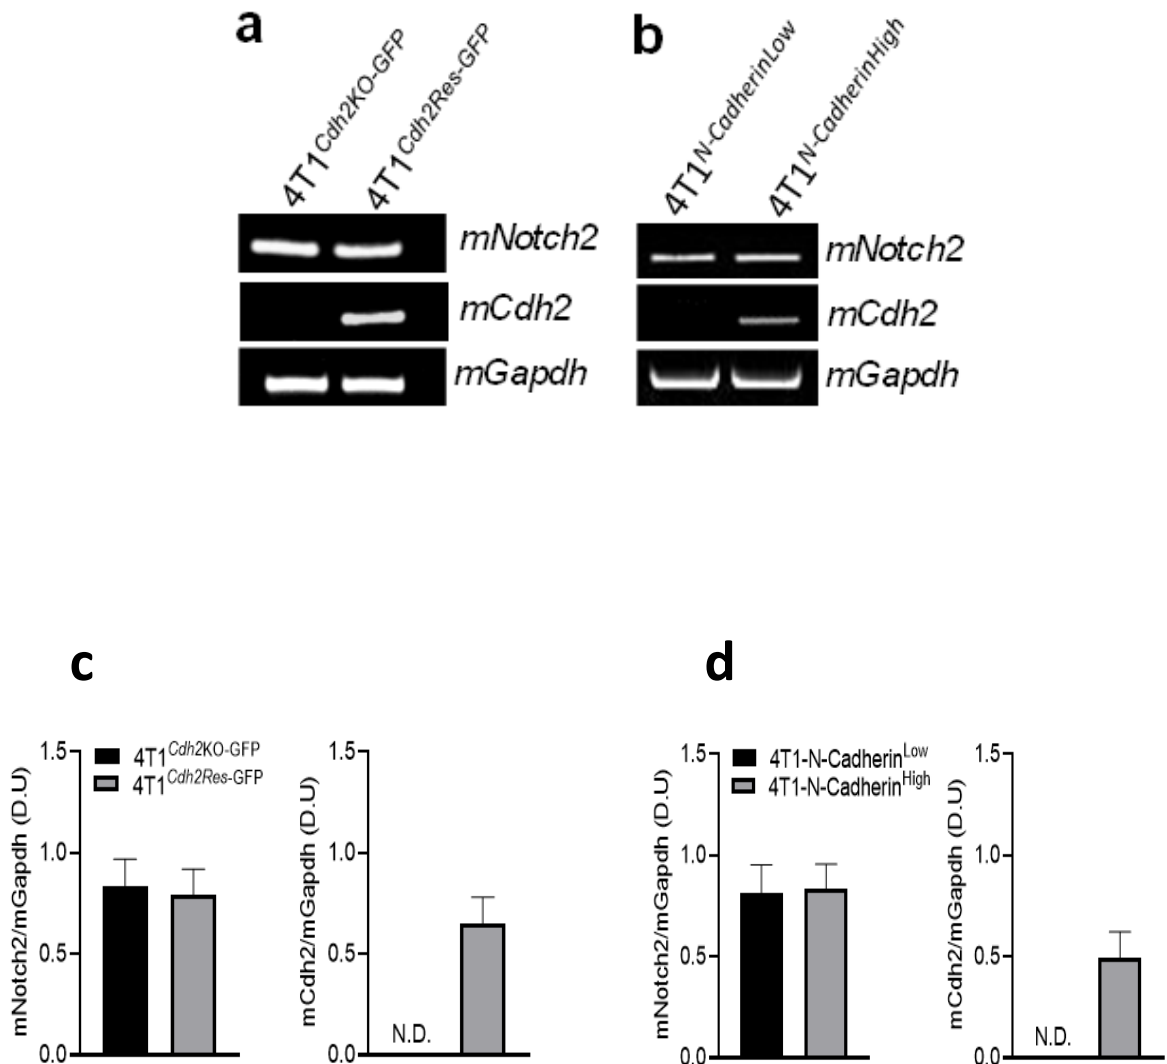 a
4T1Cdh2KO-GFP
4T1Cdh2Res-GFP
mNotch2
mCdh2
mGapdh
b
4T1N-CadherinLow
4T1N-CadherinHigh
mNotch2
mCdh2
mGapdh
c
mNotch2/mGapdh (D.U)
1.5
1.0
0.5
0.0
4T1Cdh2KO-GFP
4T1Cdh2Res-GFP
mCdh2/mGapdh (D.U)
1.5
1.0
0.5
0.0
N.D.
d
mNotch2/mGapdh (D.U)
1.5
1.0
0.5
0.0
4T1-N-CadherinLow
4T1-N-CadherinHigh
mCdh2/mGapdh (D.U)
1.5
1.0
0.5
0.0
N.D.